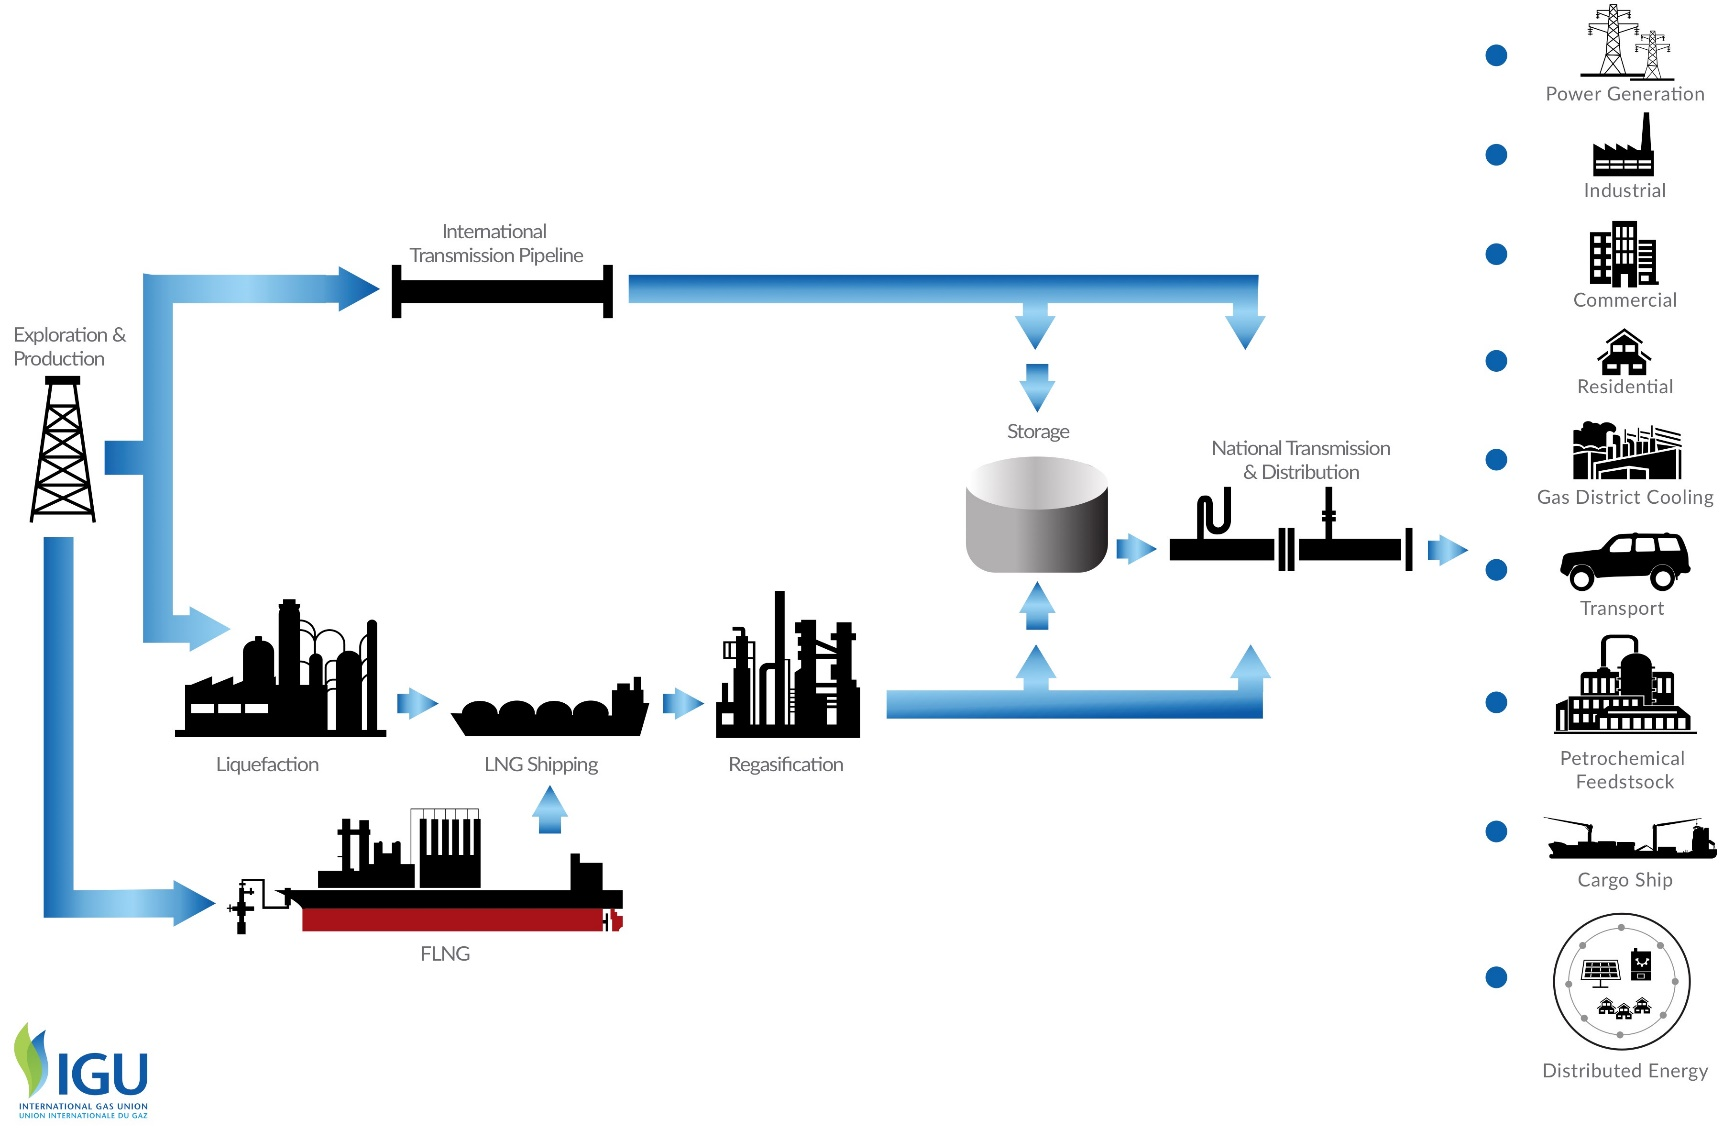 Power Generation
Industrial
Commercial
Residential
Gas District Cooling
Transport
Petrochemical
Feedstsock
Cargo Ship
Distributed Energy
International
Transmission Pipeline
Exploration &
Production
Storage
National Transmission
& Distribution
Liquefaction
LNG Shipping
Regasification
FLNG
IGU
INTERNATIONAL GAS UNION
UNION INTERNATIONALE DU GAZ